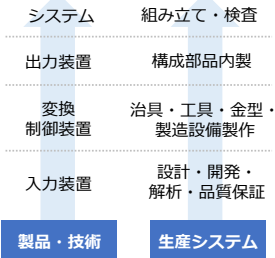 システム
組み立て・検査
出力装置
構成部品内製
変換
制御装置
治具・工具・金型・
製造設備製作
入力装置
設計・開発・
解析・品質保証
製品・技術
生産システム